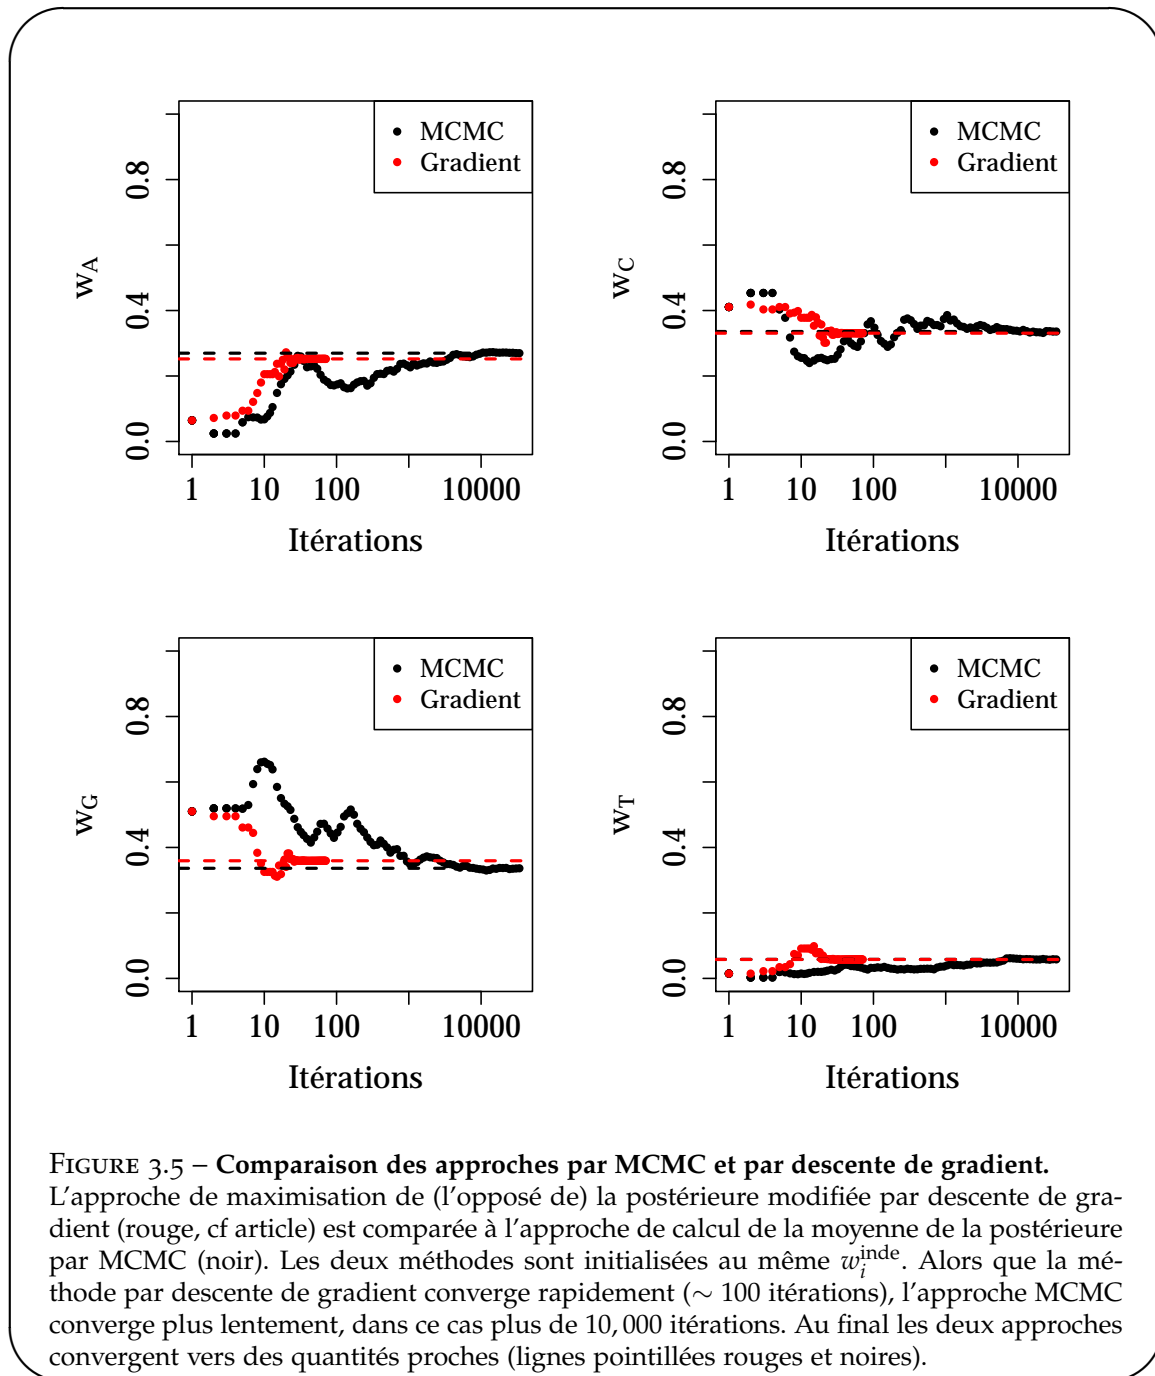 MCMC
Gradient
w_A
0.0 0.4 0.8
1 10 100 10000
Itérations
MCMC
Gradient
w_C
0.0 0.4 0.8
1 10 100 10000
Itérations
MCMC
Gradient
w_G
0.0 0.4 0.8
1 10 100 10000
Itérations
MCMC
Gradient
w_T
0.0 0.4 0.8
1 10 100 10000
Itérations
FIGURE 3.5 – Comparaison des approches par MCMC et par descente de gradient.
L'approche de maximisation de (l'opposé de) la postérieure modifiée par descente de gra-
dient (rouge, cf article) est comparée à l'approche de calcul de la moyenne de la postérieure
par MCMC (noir). Les deux méthodes sont initialisées au même w_i^inde. Alors que la mé-
thode par descente de gradient converge rapidement (∼ 100 itérations), l'approche MCMC
converge plus lentement, dans ce cas plus de 10,000 itérations. Au final les deux approches
convergent vers des quantités proches (lignes pointillées rouges et noires).